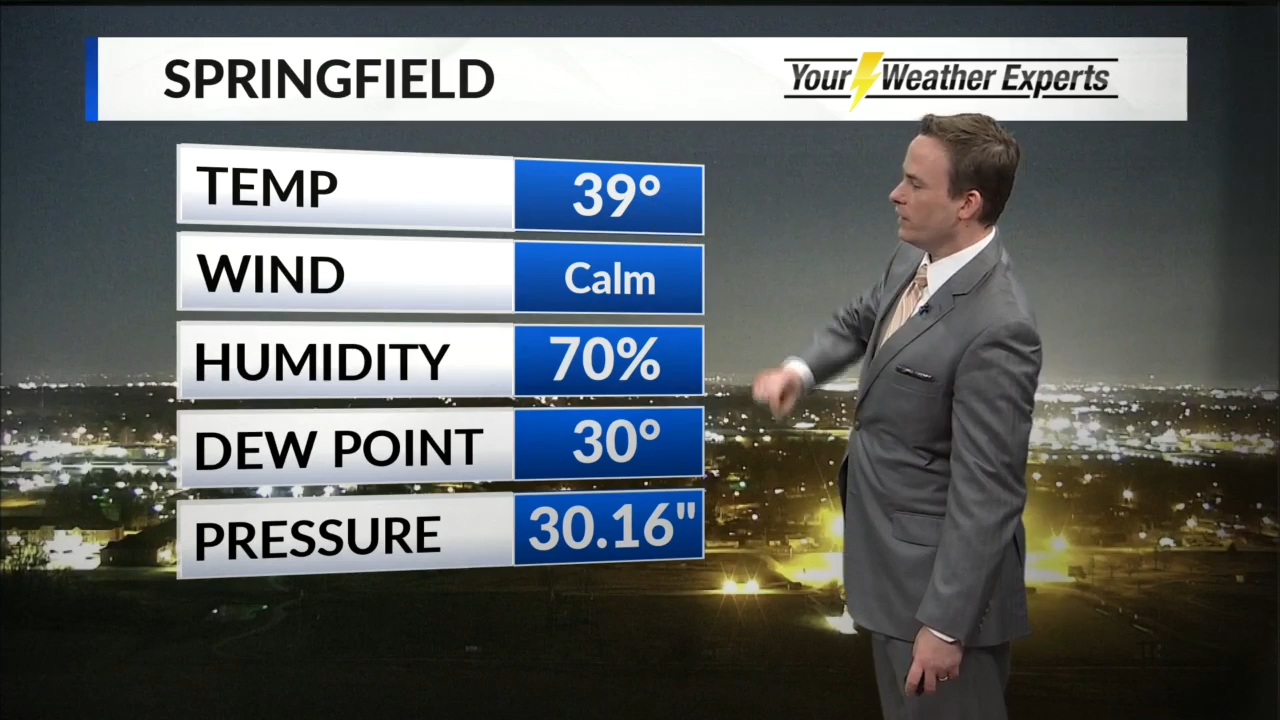 SPRINGFIELD
Your Weather Experts
TEMP 39°
WIND Calm
HUMIDITY 70%
DEW POINT 30°
PRESSURE 30.16"